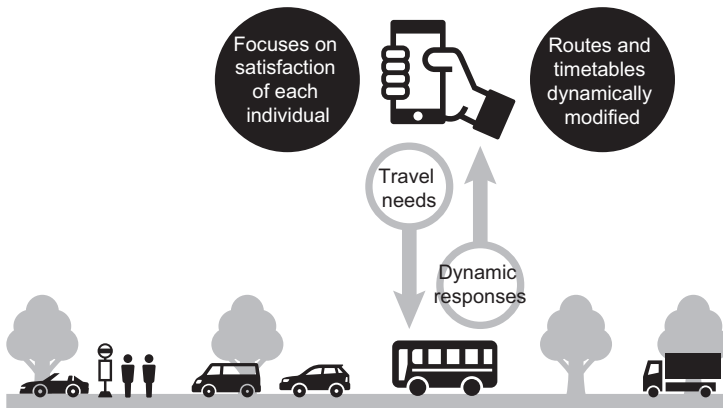 Focuses on
satisfaction
of each
individual
Routes and
timetables
dynamically
modified
Travel
needs
Dynamic
responses